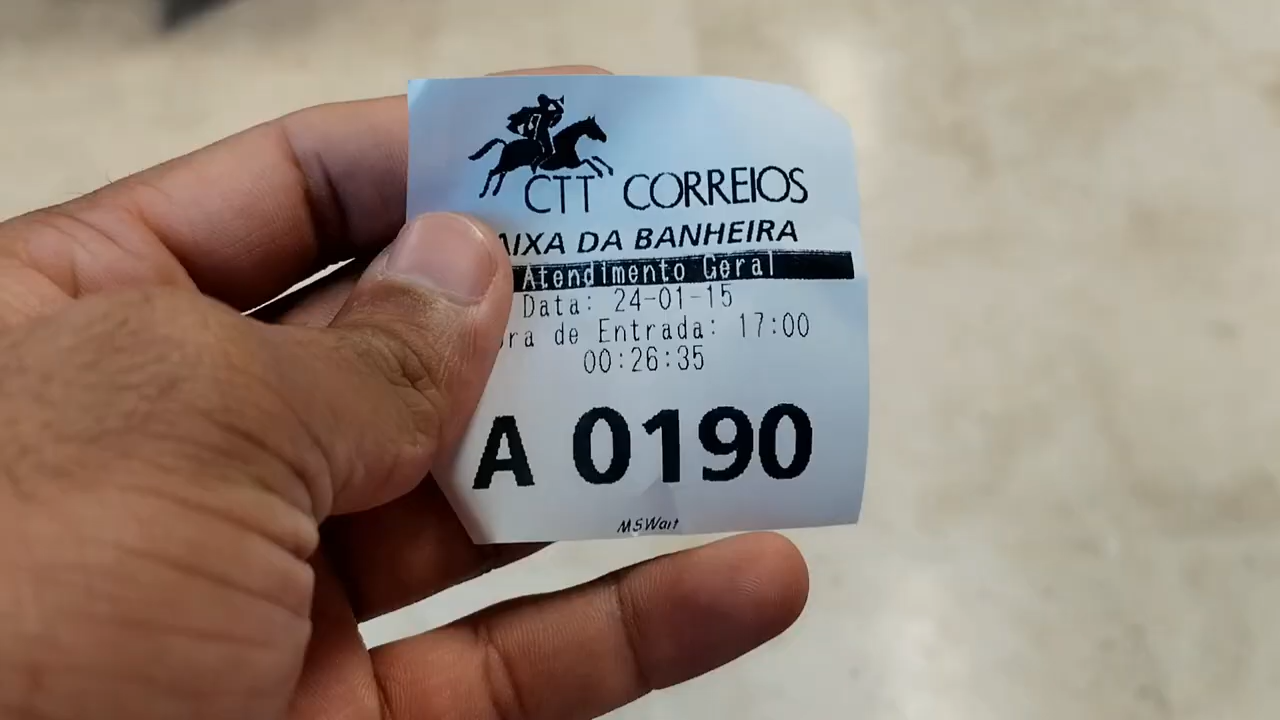 CTT CORREIOS
AIXA DA BANHEIRA
Atendimento Geral
Data: 24-01-15
ora de Entrada: 17:00
00:26:35
A 0190
MSWait